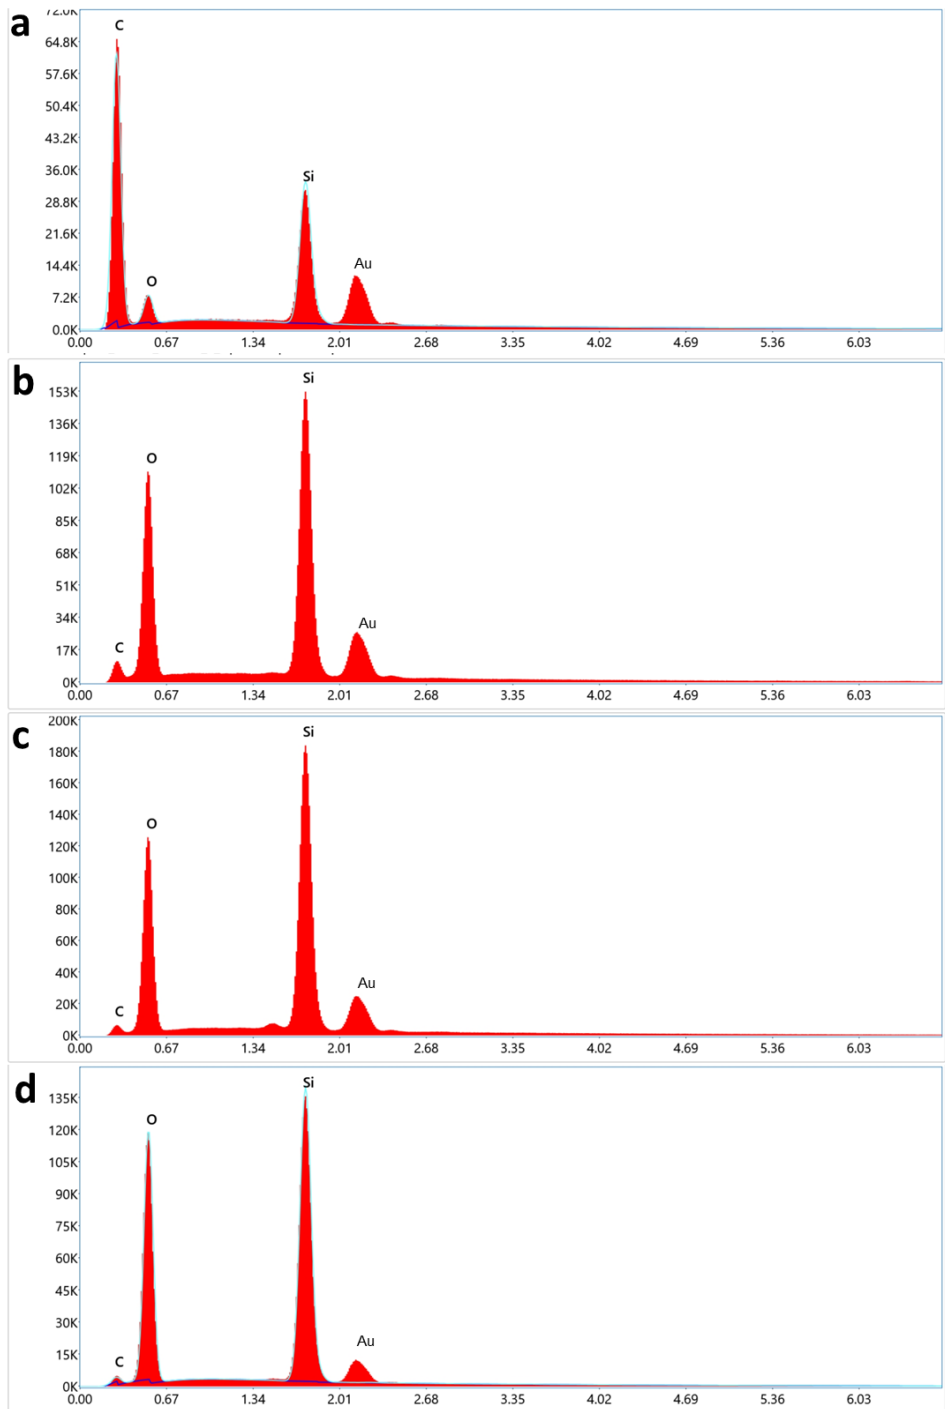 a
72.0K
C
64.8K
57.6K
50.4K
43.2K
36.0K
Si
28.8K
21.6K
14.4K
Au
O
7.2K
0.0K
0.00 0.67 1.34 2.01 2.68 3.35 4.02 4.69 5.36 6.03
b
Si
153K
136K
O
119K
102K
85K
68K
51K
34K
Au
C
17K
0K
0.00 0.67 1.34 2.01 2.68 3.35 4.02 4.69 5.36 6.03
c
200K
Si
180K
160K
140K
O
120K
100K
80K
60K
40K
Au
20K
C
0K
0.00 0.67 1.34 2.01 2.68 3.35 4.02 4.69 5.36 6.03
d
Si
135K
O
120K
105K
90K
75K
60K
45K
30K
Au
15K
C
0K
0.00 0.67 1.34 2.01 2.68 3.35 4.02 4.69 5.36 6.03